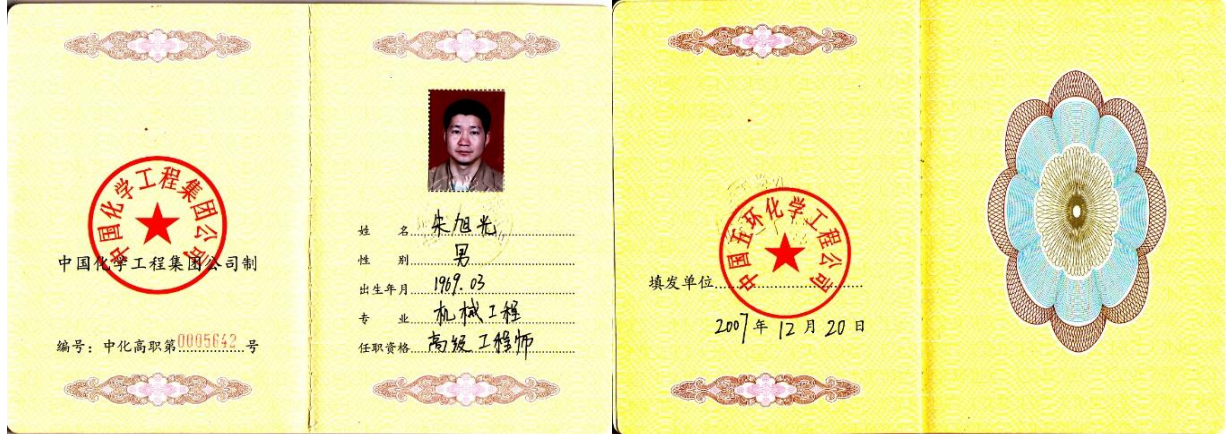 中国化学工程集团公司
中国化学工程集团公司制
编号：中化高职第0005642号
姓 名 朱旭光
性 别 男
出生年月 1969.03
专 业 机械工程
任职资格 高级工程师
中国五环化学工程公司
填发单位
2007年12月20日